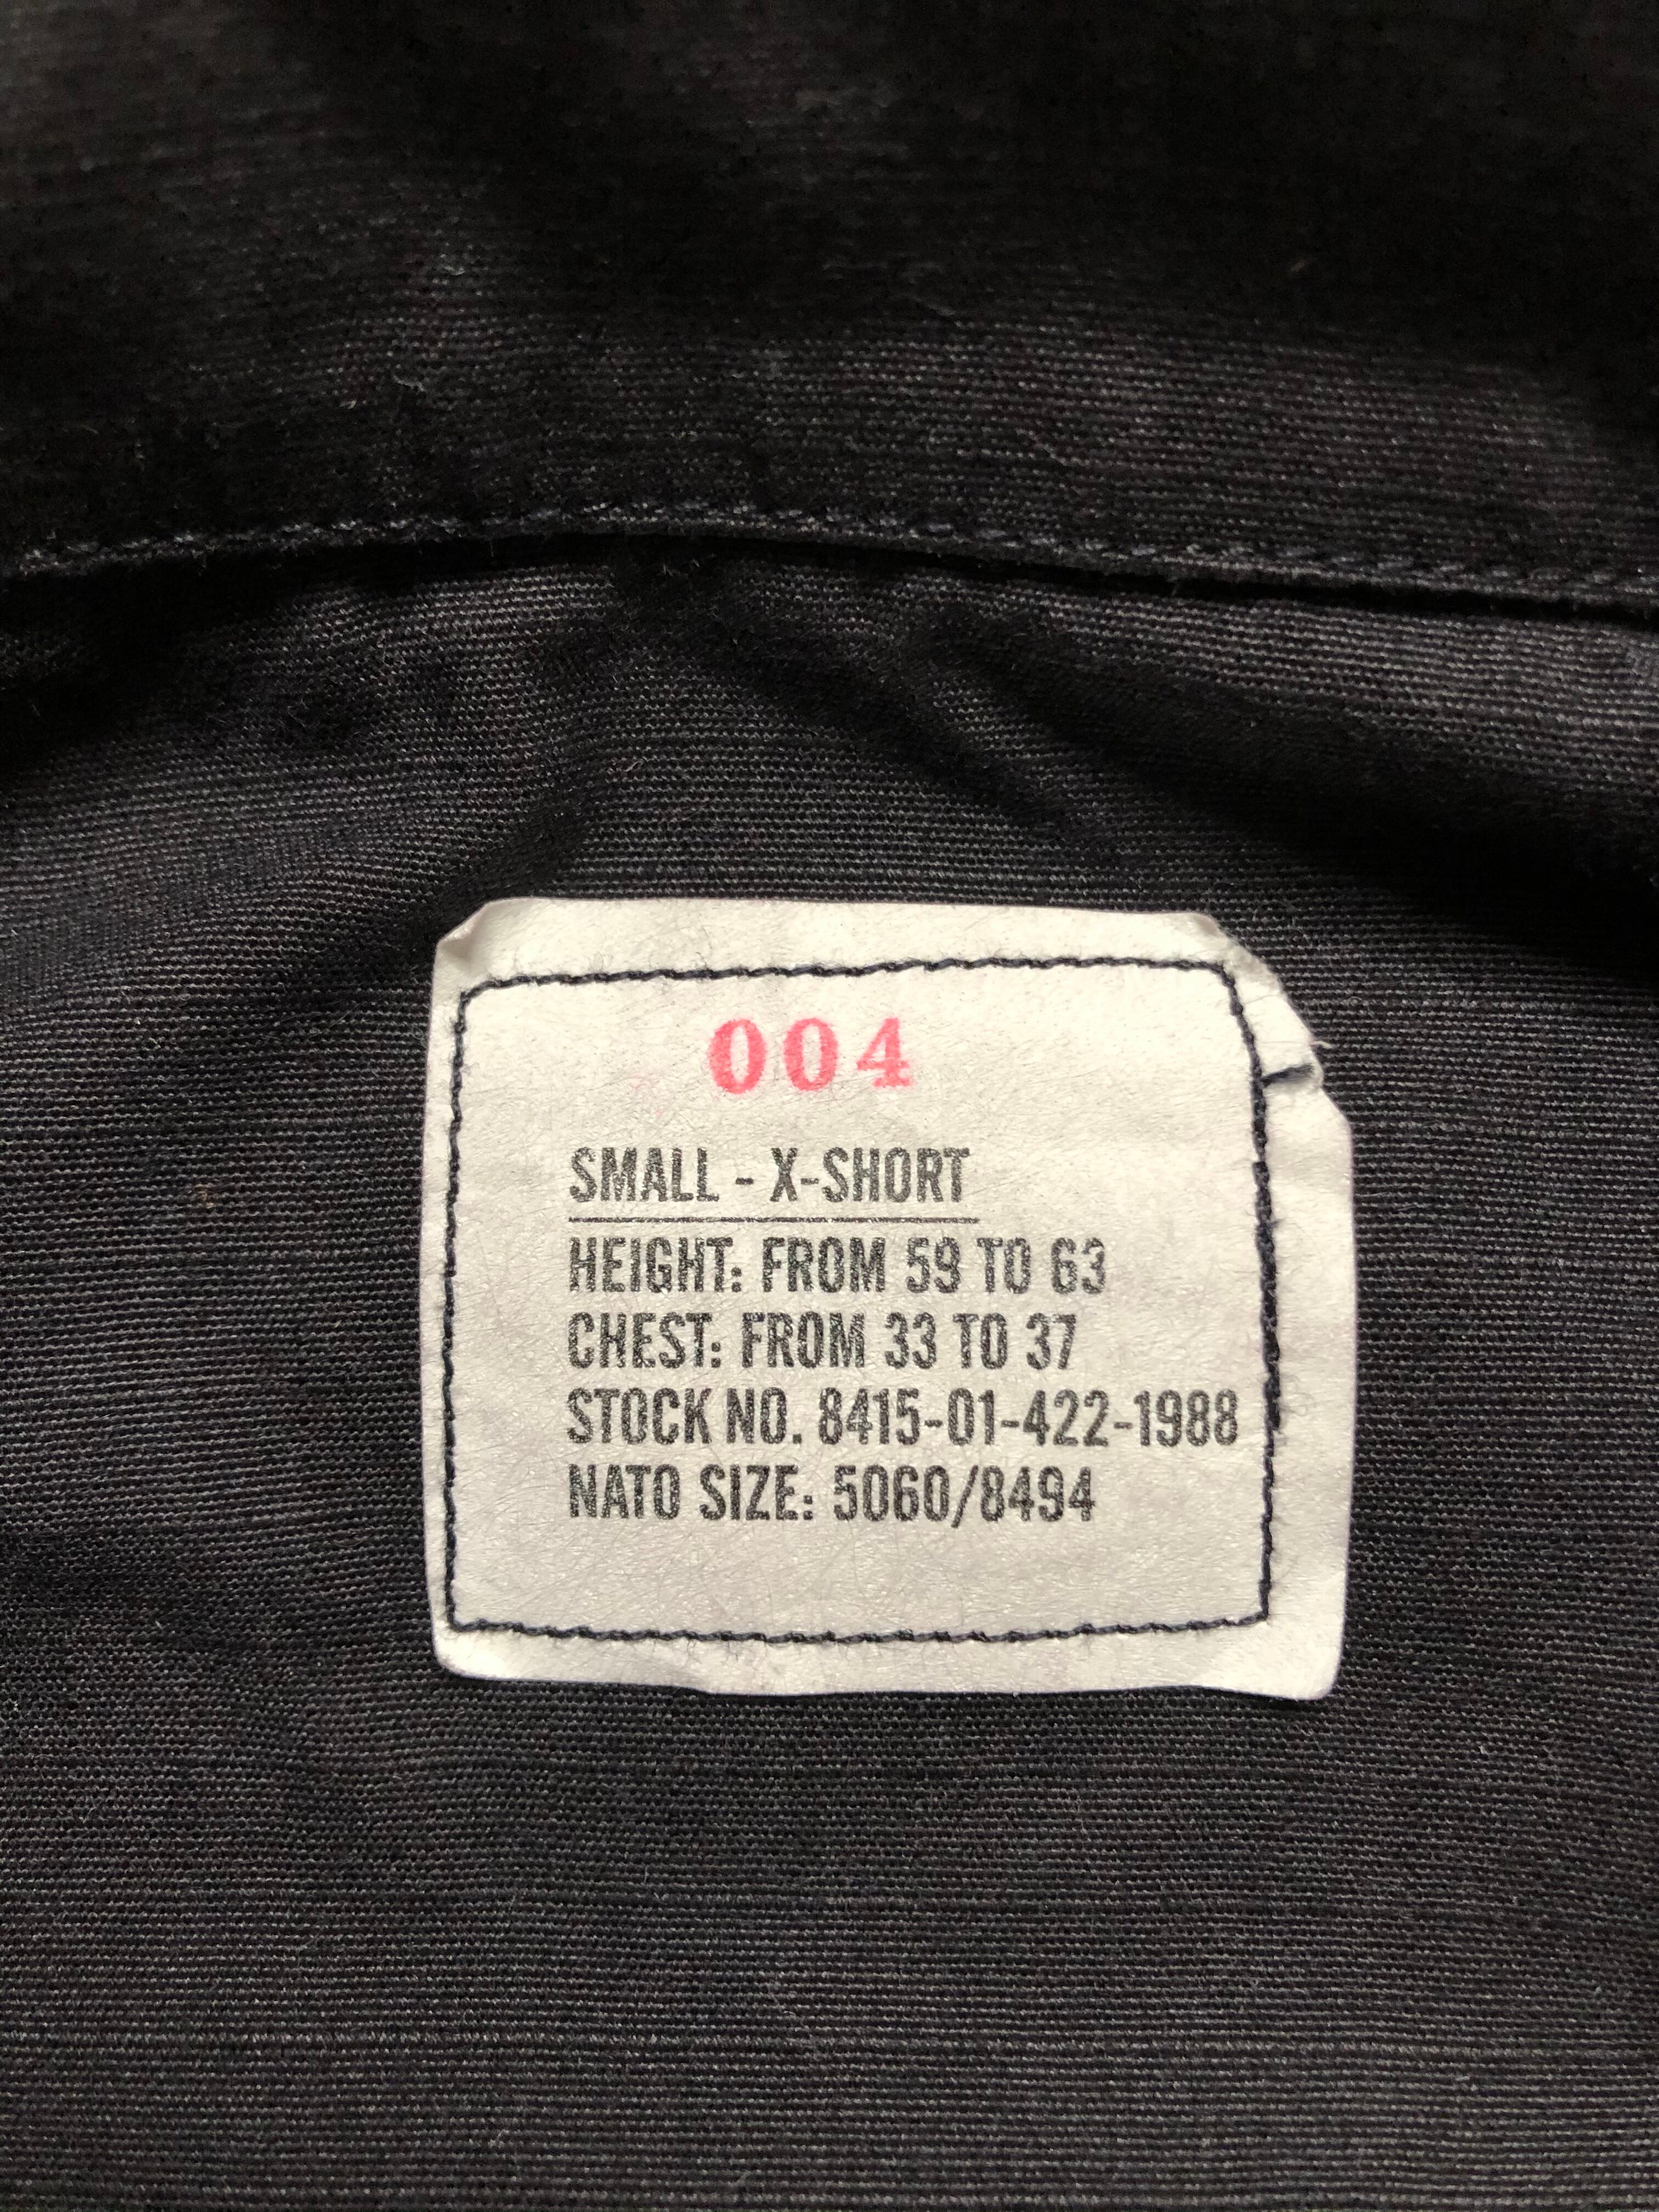 004
SMALL - X-SHORT
HEIGHT: FROM 59 TO 63
CHEST: FROM 33 TO 37
STOCK NO. 8415-01-422-1988
NATO SIZE: 5060/8494